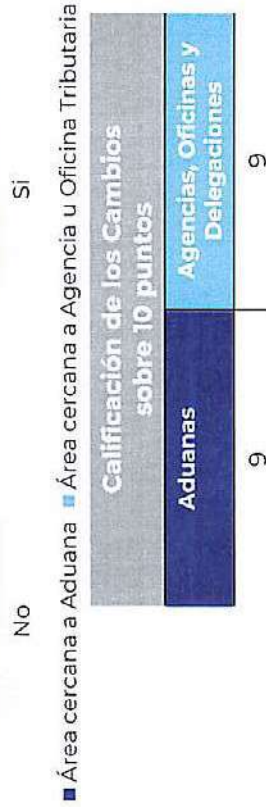 No Si
■ Área cercana a Aduana ■ Área cercana a Agencia u Oficina Tributaria
Calificación de los Cambios
sobre 10 puntos
Aduanas
Agencias, Oficinas y
Delegaciones
9 9